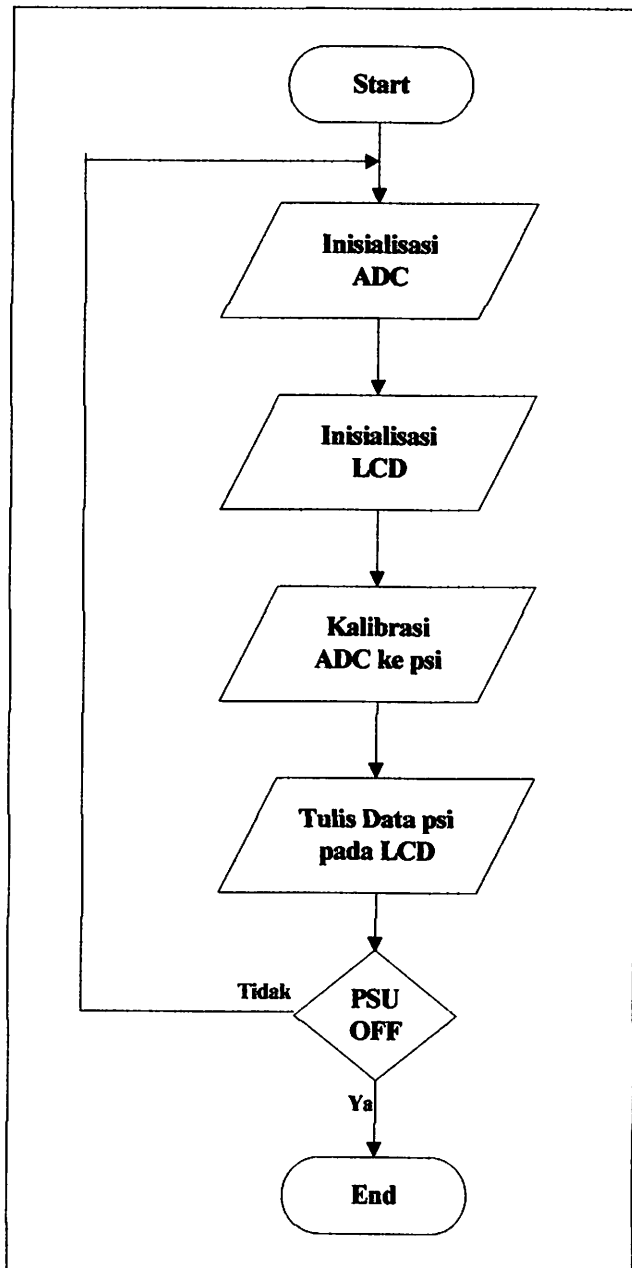 Start
Inisialisasi
ADC
Inisialisasi
LCD
Kalibrasi
ADC ke psi
Tulis Data psi
pada LCD
Tidak
PSU
OFF
Ya
End